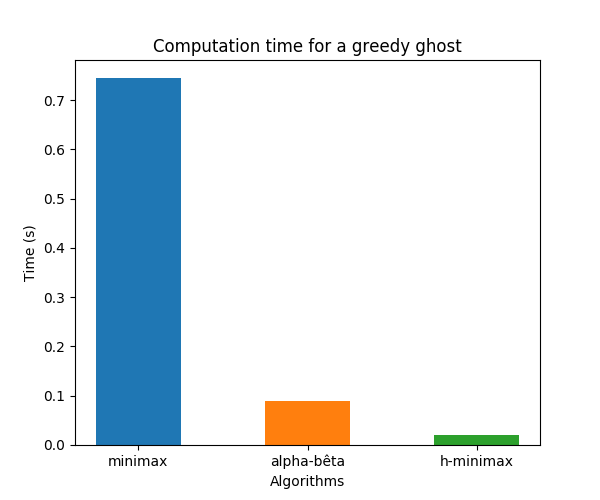 Computation time for a greedy ghost
Time (s)
0.7
0.6
0.5
0.4
0.3
0.2
0.1
0.0
minimax alpha-bêta h-minimax
Algorithms